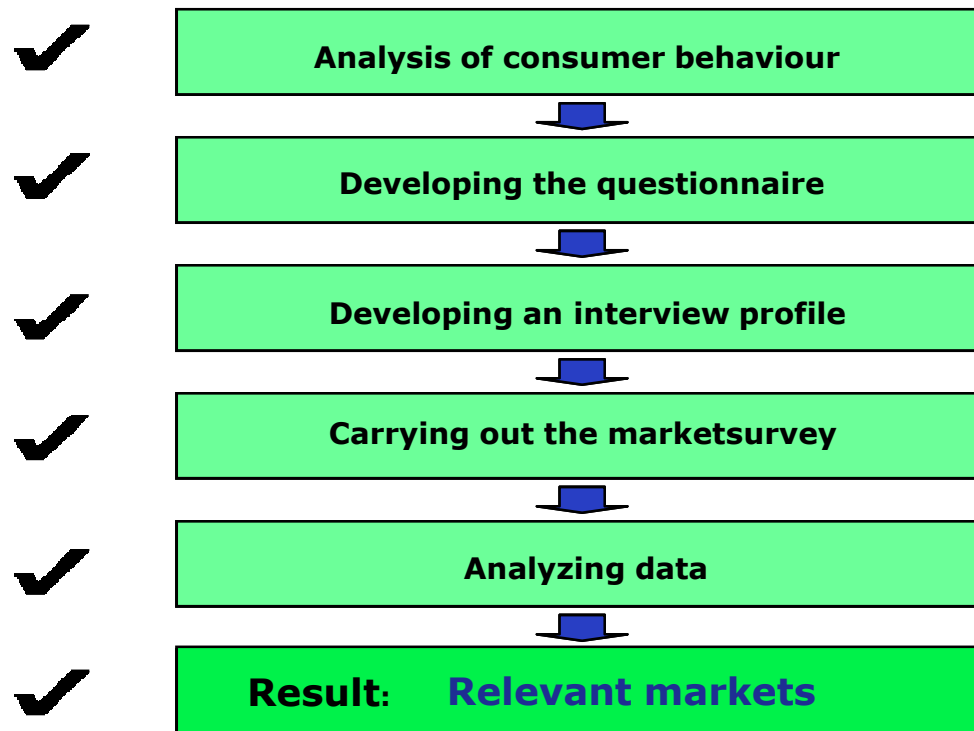 Analysis of consumer behaviour
Developing the questionnaire
Developing an interview profile
Carrying out the marketsurvey
Analyzing data
Result: Relevant markets